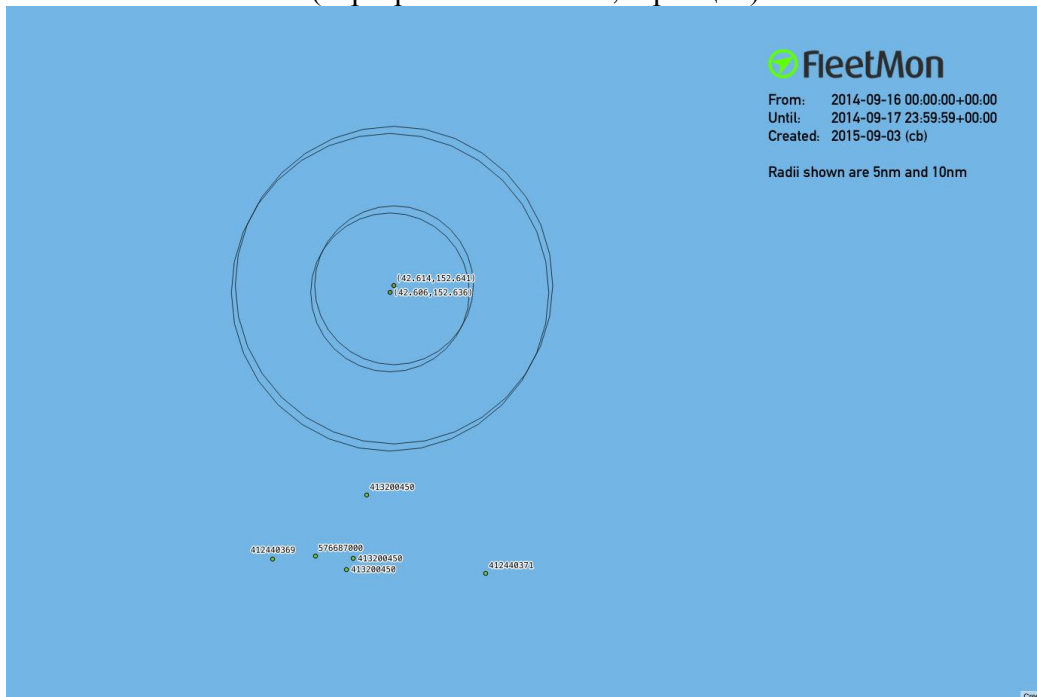 FleetMon
From: 2014-09-16 00:00:00+00:00
Until: 2014-09-17 23:59:59+00:00
Created: 2015-09-03 (cb)
Radii shown are 5nm and 10nm
(42.614,152.641)
(42.606,152.636)
413200450
412440369
576687000
413200450
413200450
412440371